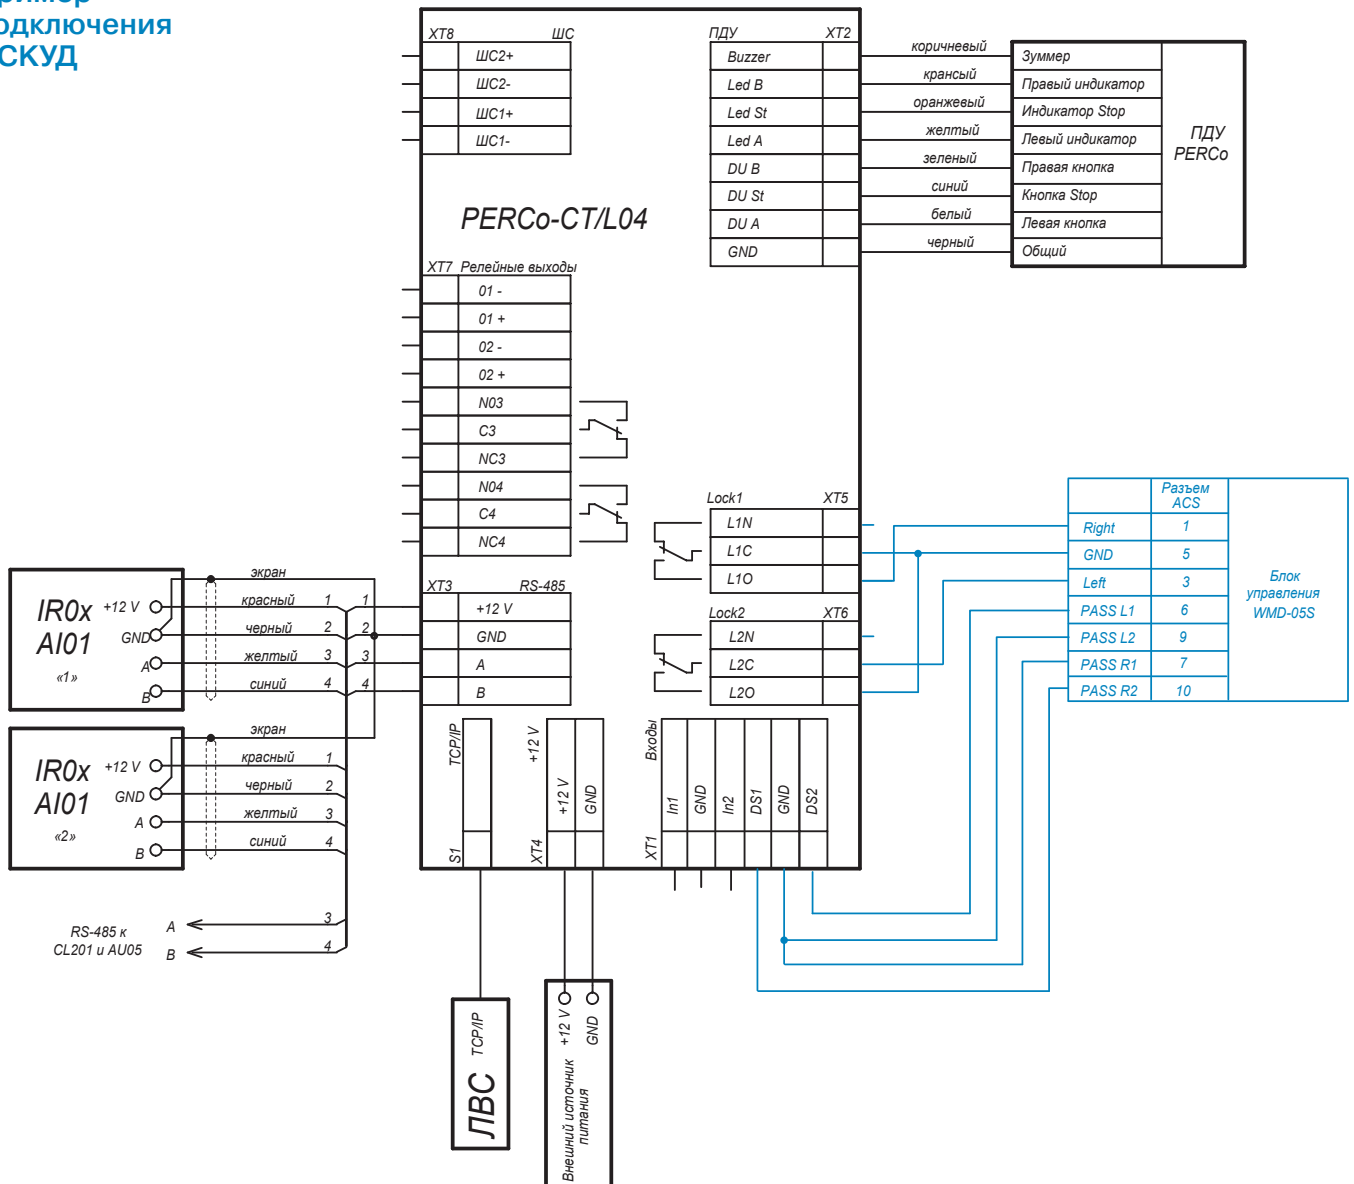 одключения
СКУД
XT8 ШС
ШС2+
ШС2-
ШС1+
ШС1-
PERCo-CT/L04
XT7 Релейные выходы
01 -
01 +
02 -
02 +
N03
C3
NC3
N04
C4
NC4
XT3 RS-485
+12 V
GND
A
B
ПДУ XT2
Buzzer
Led B
Led St
Led A
DU B
DU St
DU A
GND
коричневый
крансый
оранжевый
желтый
зеленый
синий
белый
черный
Зуммер
Правый индикатор
Индикатор Stop
Левый индикатор
Правая кнопка
Кнопка Stop
Левая кнопка
Общий
ПДУ
PERCo
Lock1 XT5
L1N
L1C
L1O
Lock2 XT6
L2N
L2C
L2O
Разъем
ACS
Right 1
GND 5
Left 3
PASS L1 6
PASS L2 9
PASS R1 7
PASS R2 10
Блок
управления
WMD-05S
IR0x
AI01
«1»
+12 V
GND
A
B
экран
красный 1 1
черный 2 2
желтый 3 3
синий 4 4
IR0x
AI01
«2»
+12 V
GND
A
B
экран
красный 1
черный 2
желтый 3
синий 4
RS-485 к
CL201 и AU05
A 3
B 4
S1 TCP/IP
XT4 +12 V
+12 V
GND
XT1 Входы
In1
GND
In2
DS1
GND
DS2
ЛВС TCP/IP
+12 V
GND
Внешний источник
питания